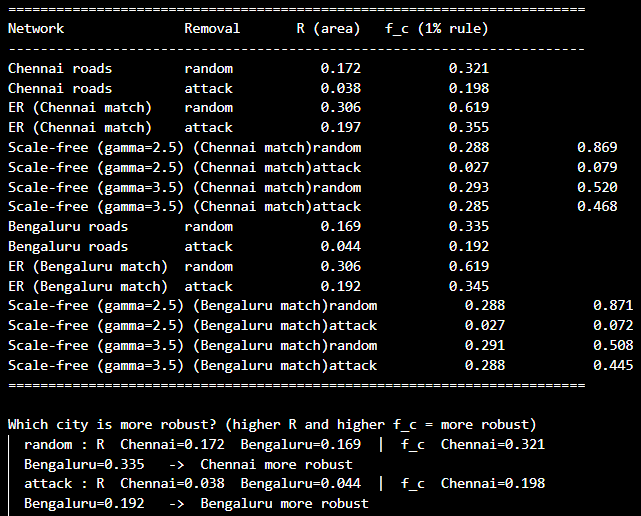 =========================================================================
Network               Removal       R (area)   f_c (1% rule)
-------------------------------------------------------------------------
Chennai roads         random           0.172           0.321
Chennai roads         attack           0.038           0.198
ER (Chennai match)    random           0.306           0.619
ER (Chennai match)    attack           0.197           0.355
Scale-free (gamma=2.5) (Chennai match)random           0.288           0.869
Scale-free (gamma=2.5) (Chennai match)attack           0.027           0.079
Scale-free (gamma=3.5) (Chennai match)random           0.293           0.520
Scale-free (gamma=3.5) (Chennai match)attack           0.285           0.468
Bengaluru roads       random           0.169           0.335
Bengaluru roads       attack           0.044           0.192
ER (Bengaluru match)  random           0.306           0.619
ER (Bengaluru match)  attack           0.192           0.345
Scale-free (gamma=2.5) (Bengaluru match)random           0.288           0.871
Scale-free (gamma=2.5) (Bengaluru match)attack           0.027           0.072
Scale-free (gamma=3.5) (Bengaluru match)random           0.291           0.508
Scale-free (gamma=3.5) (Bengaluru match)attack           0.288           0.445
=========================================================================
Which city is more robust? (higher R and higher f_c = more robust)
random : R  Chennai=0.172  Bengaluru=0.169  |  f_c  Chennai=0.321
Bengaluru=0.335   ->  Chennai more robust
attack : R  Chennai=0.038  Bengaluru=0.044  |  f_c  Chennai=0.198
Bengaluru=0.192   ->  Bengaluru more robust